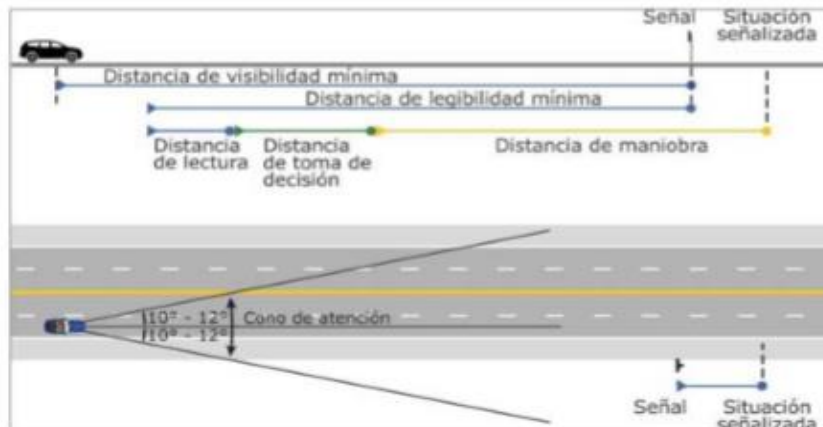 Señal Situación
señalizada
Distancia de visibilidad mínima
Distancia de legibilidad mínima
Distancia de lectura
Distancia de toma de decisión
Distancia de maniobra
10° - 12° Cono de atención
10° - 12°
Señal Situación
señalizada